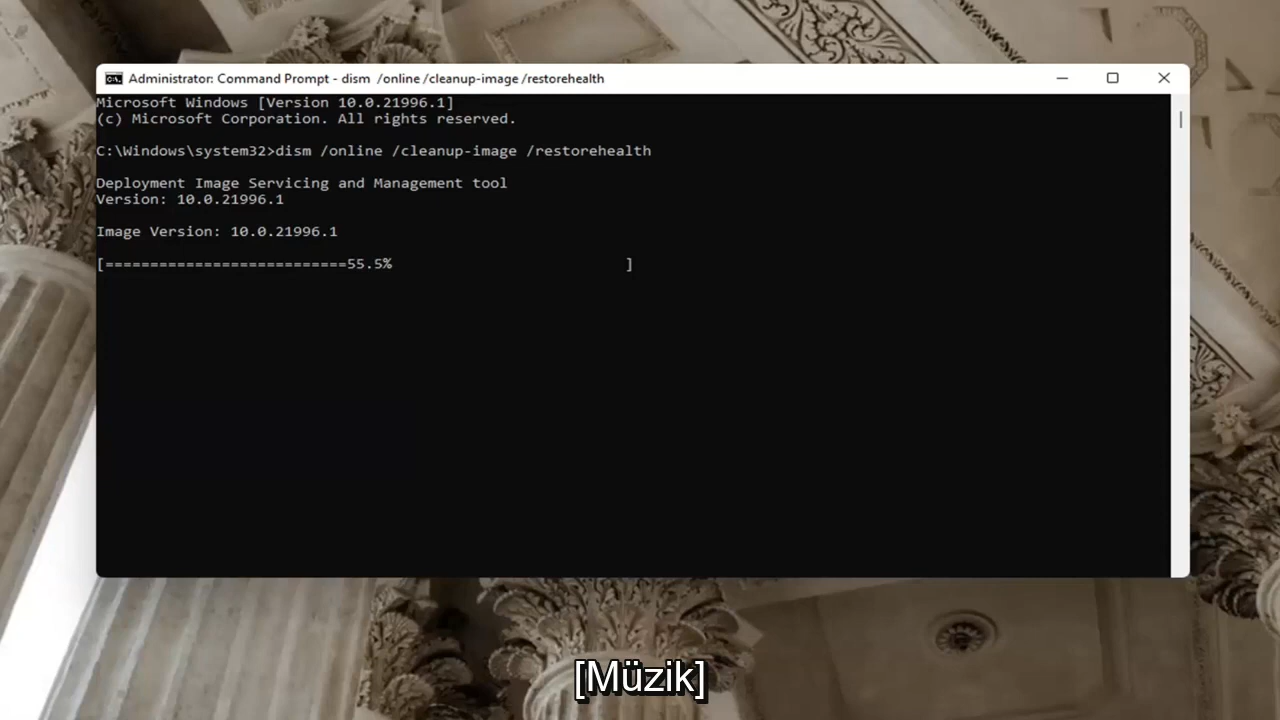 Administrator: Command Prompt - dism  /online /cleanup-image /restorehealth
Microsoft Windows [Version 10.0.21996.1]
(c) Microsoft Corporation. All rights reserved.
C:\Windows\system32>dism /online /cleanup-image /restorehealth
Deployment Image Servicing and Management tool
Version: 10.0.21996.1
Image Version: 10.0.21996.1
[===========================55.5%                          ]
[Müzik]